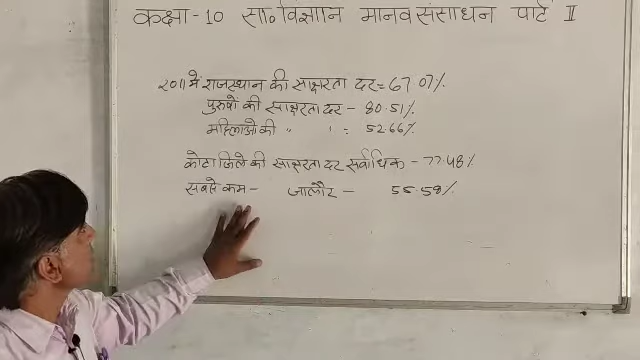 कक्षा-10 सा० विज्ञान मानव संसाधन पार्ट II
2011 में राजस्थान की साक्षरता दर = 67.07%
पुरुषों की साक्षरता दर - 80.51%
महिलाओ की " " = 52.66%
कोटा जिले की साक्षरता दर सर्वाधिक - 77.48%
सबसे कम - जालौर - 55.58%